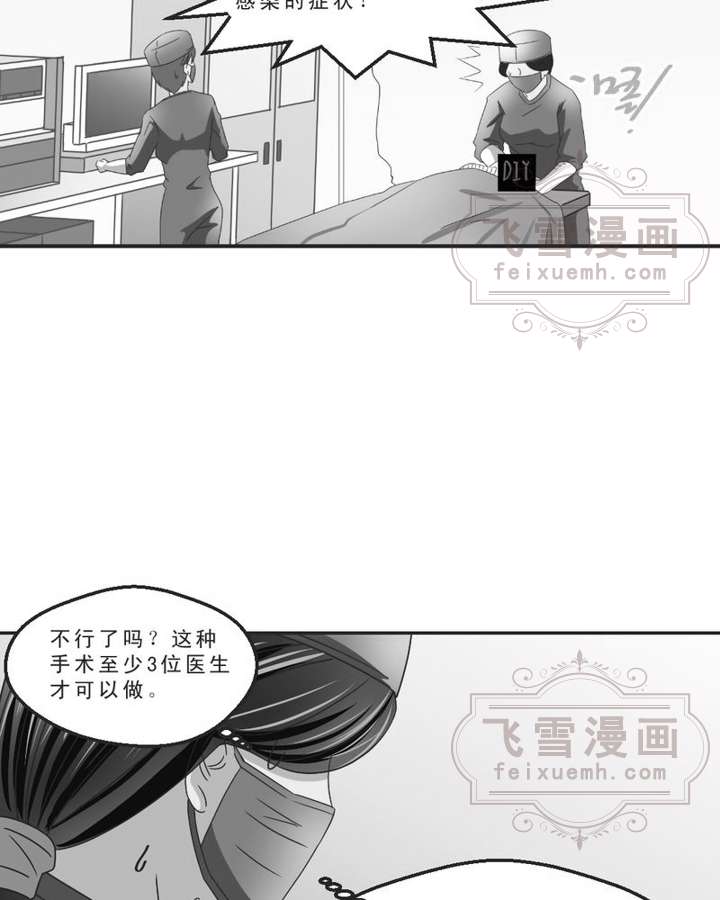 感染的症状！
DIY
飞雪漫画
feixuemh.com
不行了吗？这种
手术至少3位医生
才可以做。
飞雪漫画
feixuemh.com